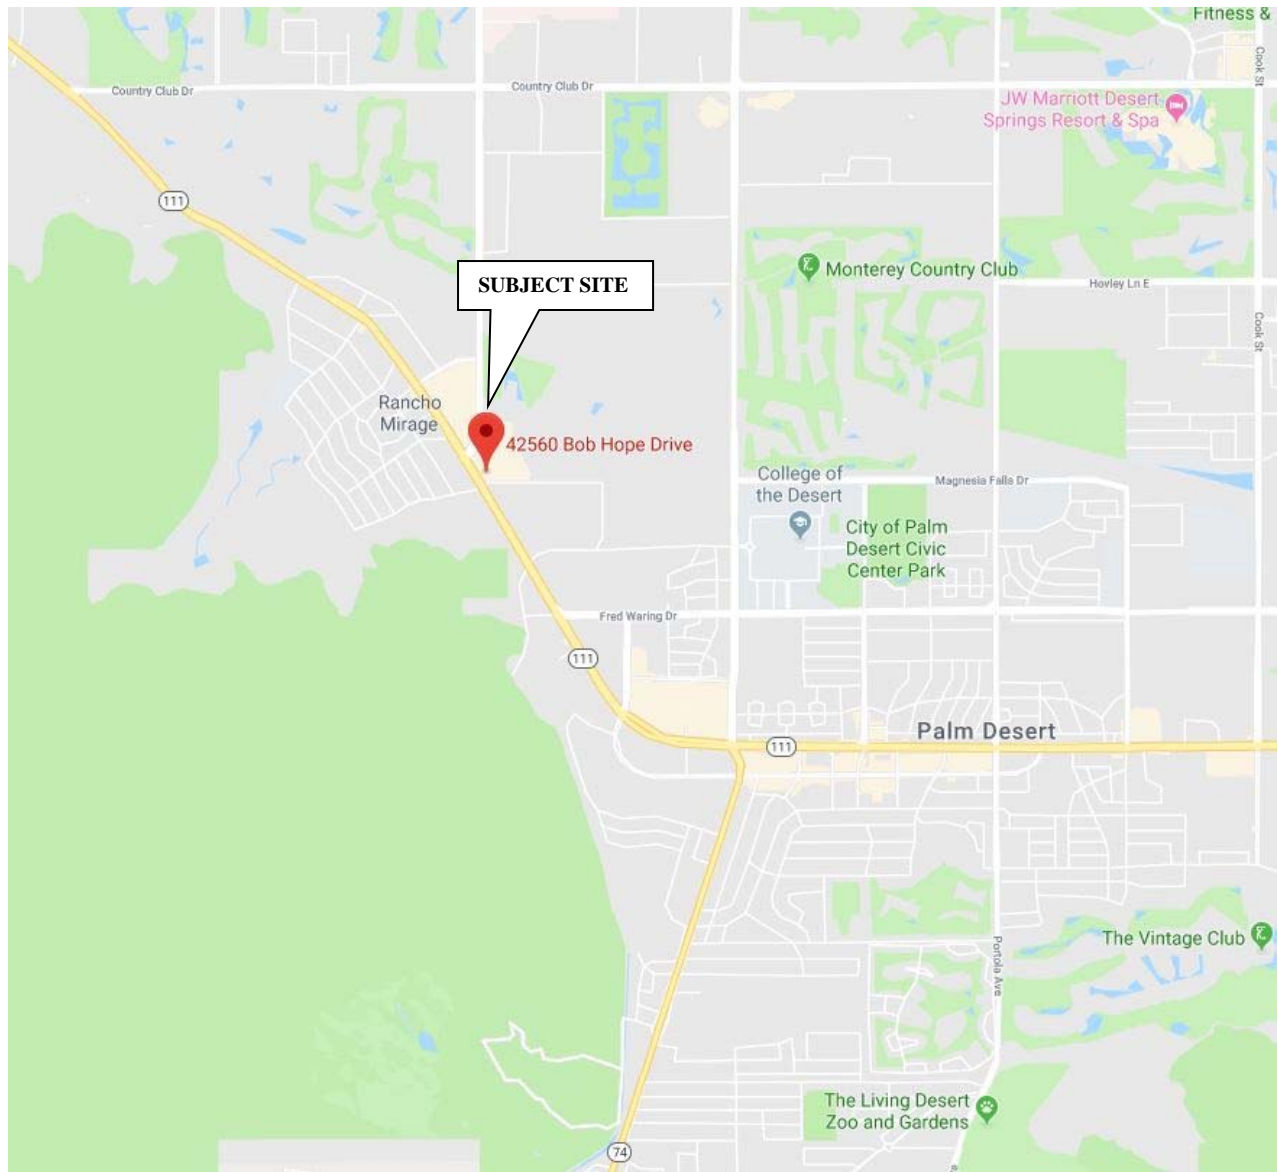 Fitness &
Cook St
Country Club Dr
Country Club Dr
JW Marriott Desert
Springs Resort & Spa
111
Monterey Country Club
SUBJECT SITE
Hovley Ln E
Cook St
Rancho
Mirage
42560 Bob Hope Drive
College of
the Desert
Magnesia Falls Dr
City of Palm
Desert Civic
Center Park
Fred Waring Dr
111
Palm Desert
111
Portola Ave
The Vintage Club
The Living Desert
Zoo and Gardens
74